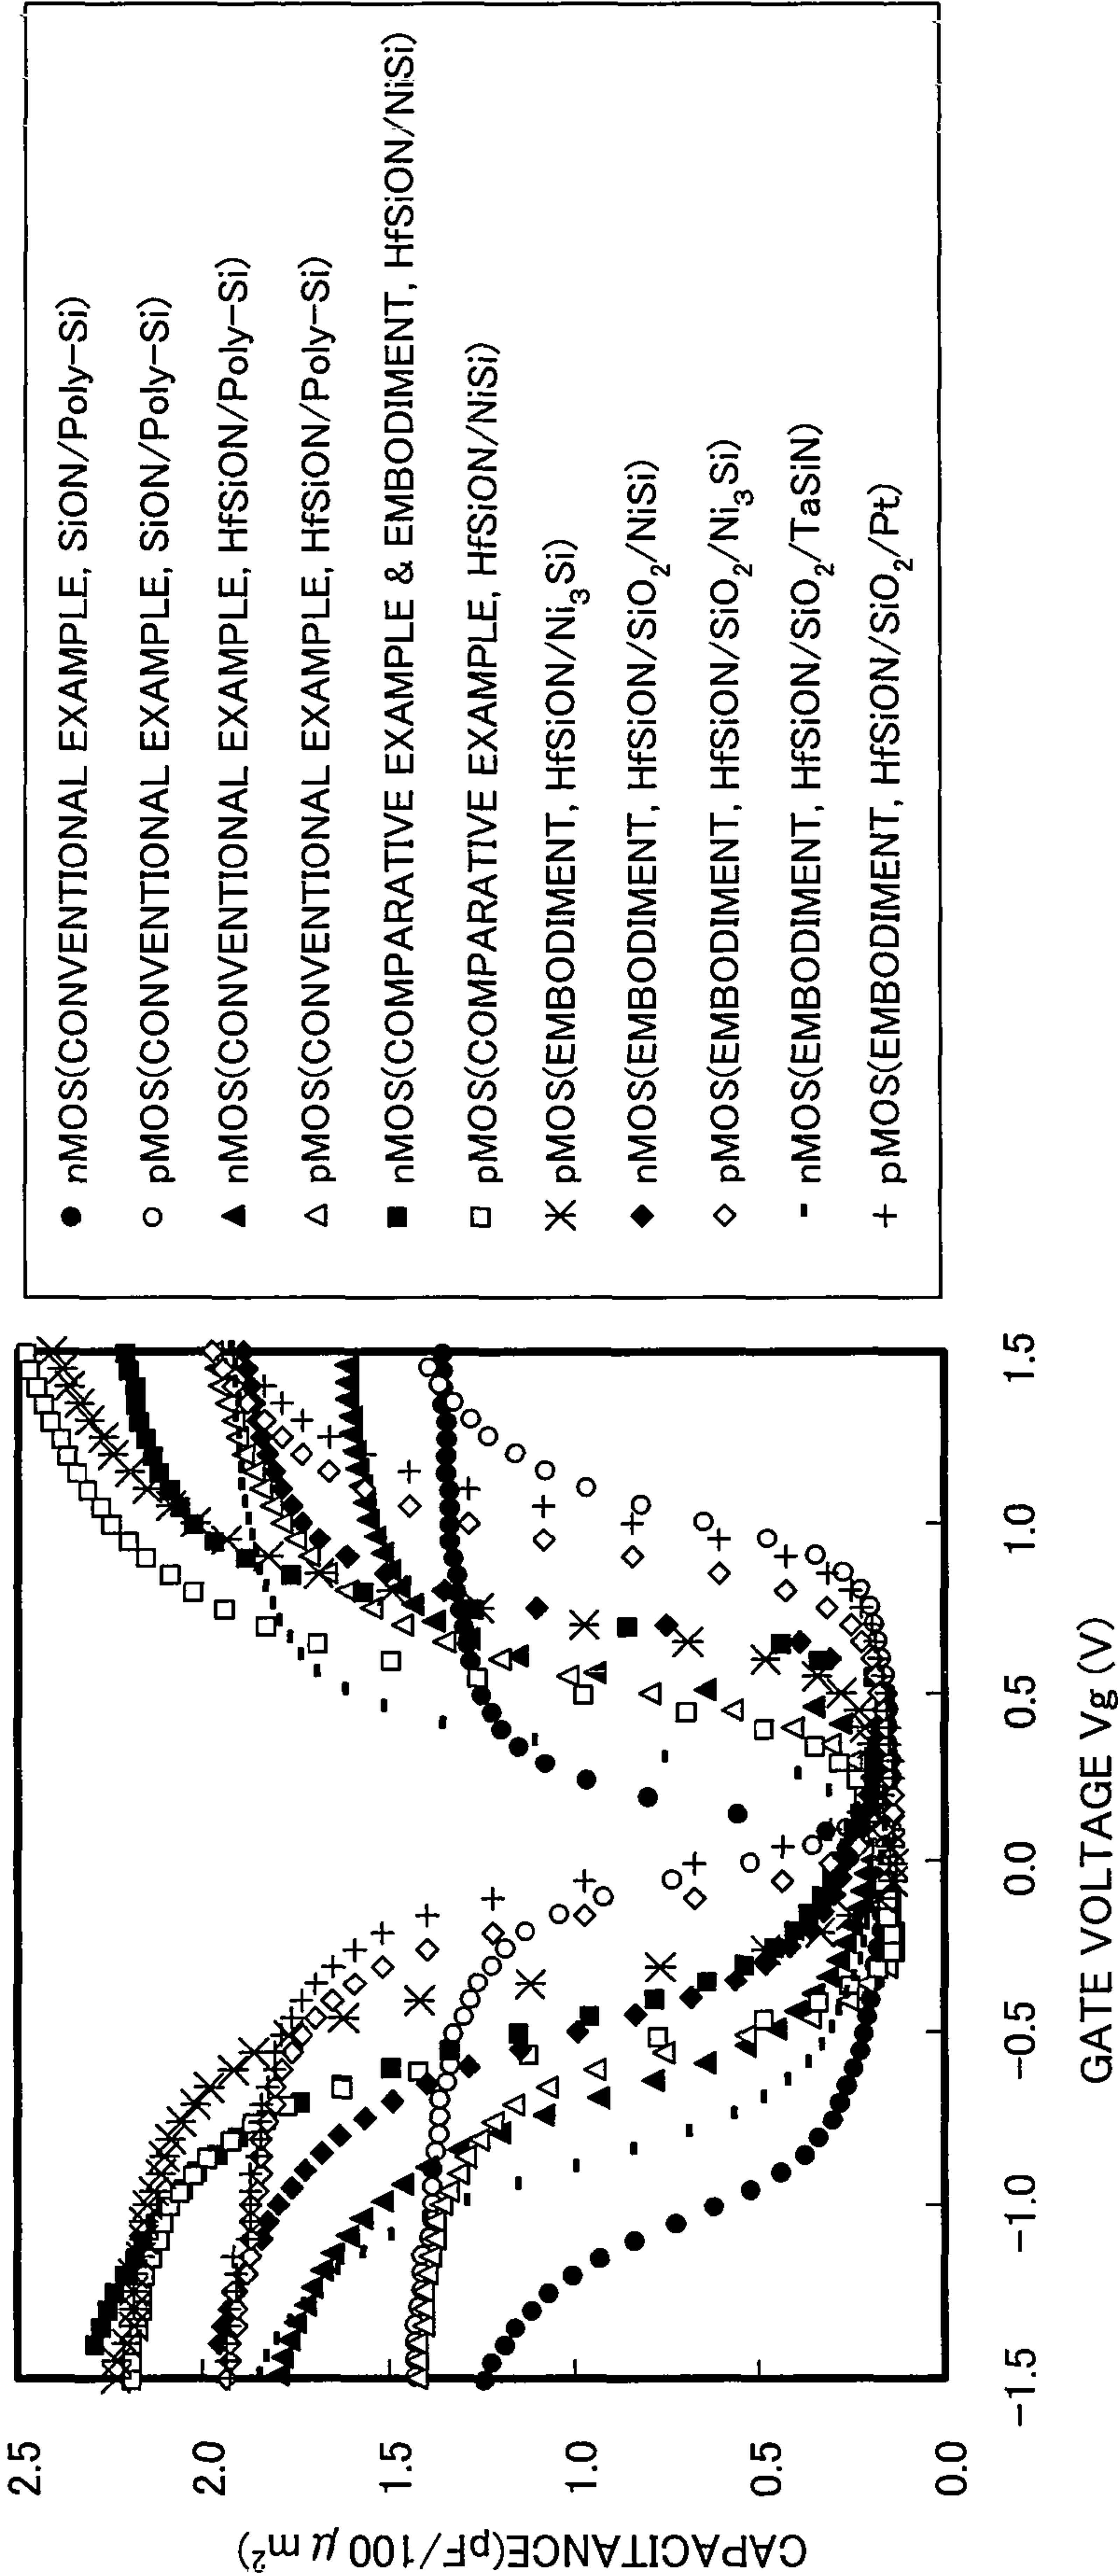 CAPACITANCE(pF/100 μm²)
2.5
2.0
1.5
1.0
0.5
0.0
−1.5
−1.0
−0.5
0.0
0.5
1.0
1.5
GATE VOLTAGE Vg (V)
nMOS(CONVENTIONAL EXAMPLE, SiON/Poly−Si)
pMOS(CONVENTIONAL EXAMPLE, SiON/Poly−Si)
nMOS(CONVENTIONAL EXAMPLE, HfSiON/Poly−Si)
pMOS(CONVENTIONAL EXAMPLE, HfSiON/Poly−Si)
nMOS(COMPARATIVE EXAMPLE & EMBODIMENT, HfSiON/NiSi)
pMOS(COMPARATIVE EXAMPLE, HfSiON/NiSi)
pMOS(EMBODIMENT, HfSiON/Ni₃Si)
nMOS(EMBODIMENT, HfSiON/SiO₂/NiSi)
pMOS(EMBODIMENT, HfSiON/SiO₂/Ni₃Si)
nMOS(EMBODIMENT, HfSiON/SiO₂/TaSiN)
pMOS(EMBODIMENT, HfSiON/SiO₂/Pt)